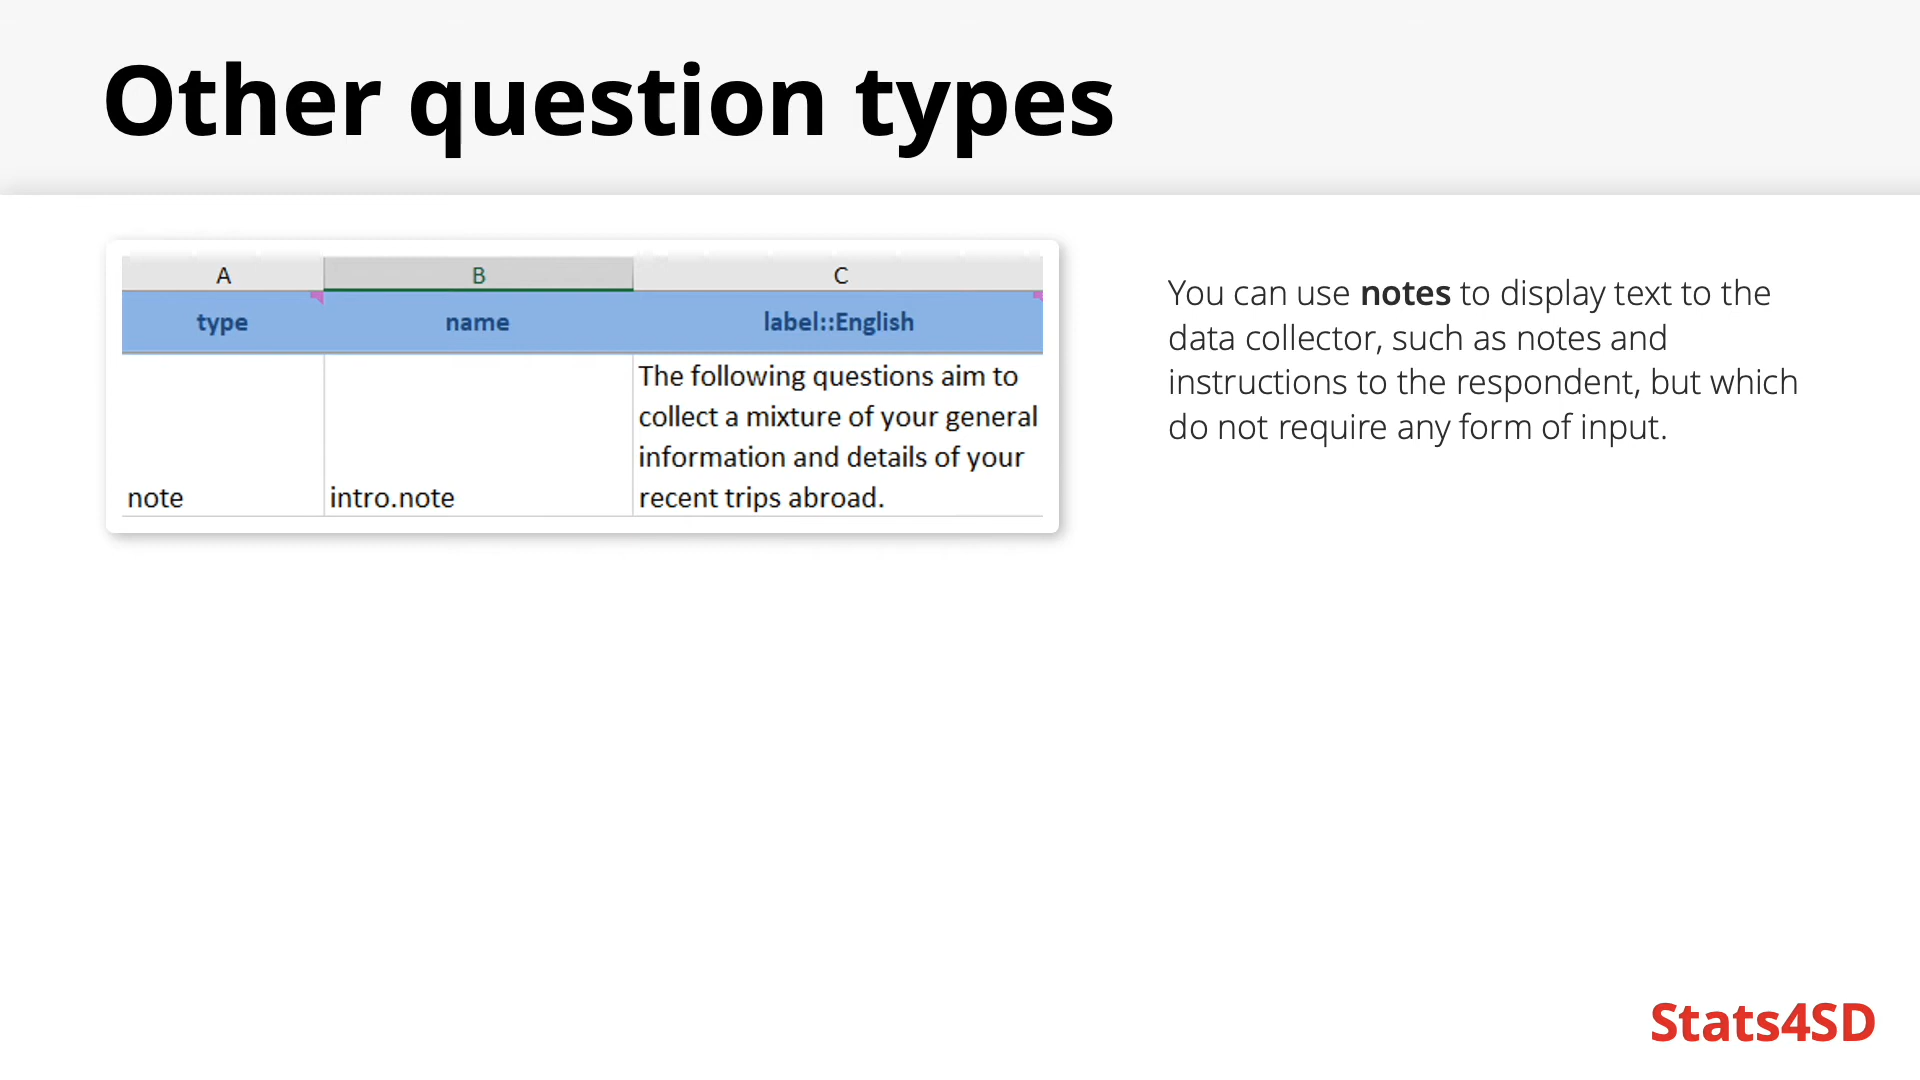 Other question types
A B C
type name label::English
The following questions aim to
collect a mixture of your general
information and details of your
note intro.note recent trips abroad.
You can use notes to display text to the
data collector, such as notes and
instructions to the respondent, but which
do not require any form of input.
Stats4SD